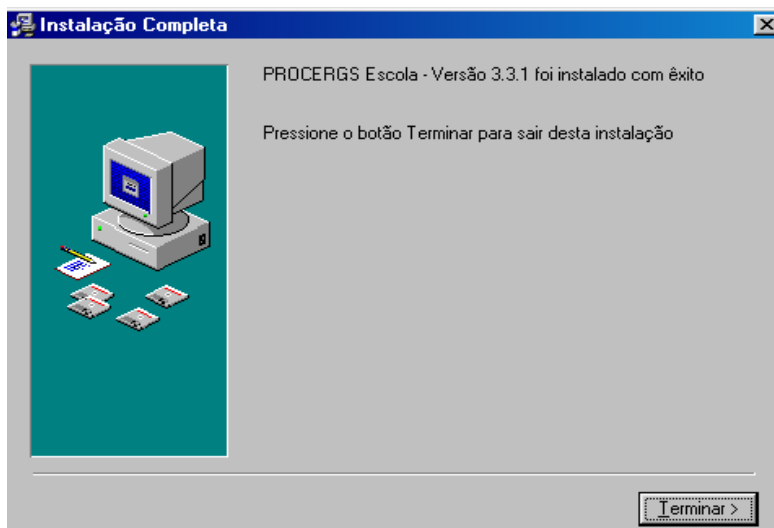 Instalação Completa
PROCERGS Escola - Versão 3.3.1 foi instalado com êxito
Pressione o botão Terminar para sair desta instalação
Terminar >